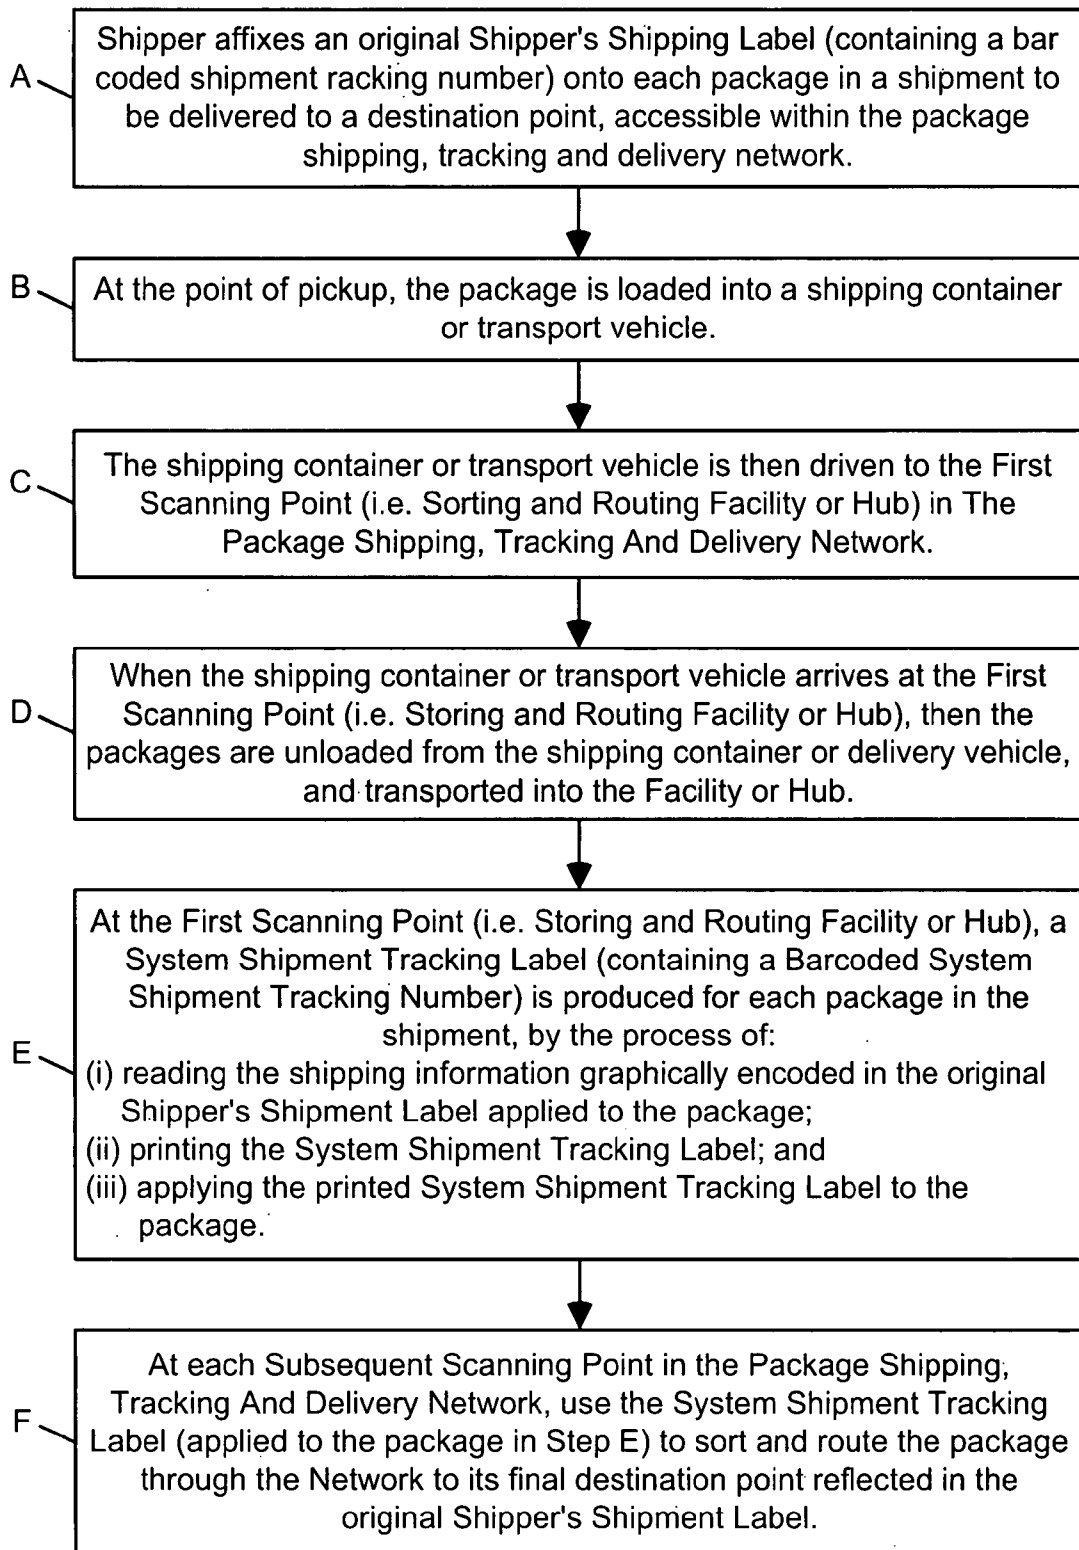 Shipper affixes an original Shipper's Shipping Label (containing a bar
A
coded shipment racking number) onto each package in a shipment to
be delivered to a destination point, accessible within the package
shipping, tracking and delivery network.
B
At the point of pickup, the package is loaded into a shipping container
or transport vehicle.
The shipping container or transport vehicle is then driven to the First
C
Scanning Point (i.e. Sorting and Routing Facility or Hub) in The
Package Shipping, Tracking And Delivery Network.
When the shipping container or transport vehicle arrives at the First
D
Scanning Point (i.e. Storing and Routing Facility or Hub), then the
packages are unloaded from the shipping container or delivery vehicle,
and transported into the Facility or Hub.
At the First Scanning Point (i.e. Storing and Routing Facility or Hub), a
System Shipment Tracking Label (containing a Barcoded System
Shipment Tracking Number) is produced for each package in the
shipment, by the process of:
E
(i) reading the shipping information graphically encoded in the original
Shipper's Shipment Label applied to the package;
(ii) printing the System Shipment Tracking Label; and
(iii) applying the printed System Shipment Tracking Label to the
package.
At each Subsequent Scanning Point in the Package Shipping,
Tracking And Delivery Network, use the System Shipment Tracking
F
Label (applied to the package in Step E) to sort and route the package
through the Network to its final destination point reflected in the
original Shipper's Shipment Label.